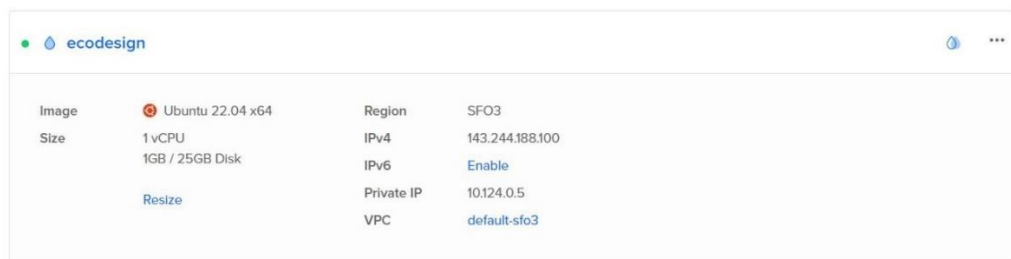 ecodesign
Image Ubuntu 22.04 x64
Size 1 vCPU
1GB / 25GB Disk
Resize
Region SFO3
IPv4 143.244.188.100
IPv6 Enable
Private IP 10.124.0.5
VPC default-sfo3